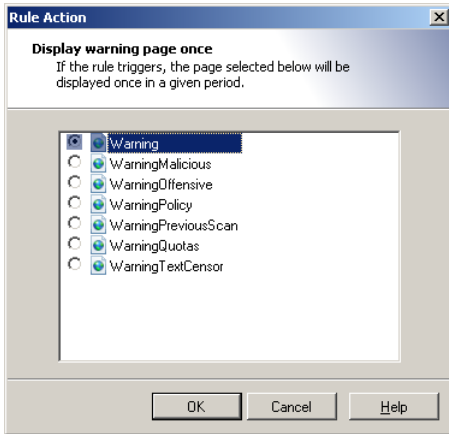 Rule Action
Display warning page once
If the rule triggers, the page selected below will be
displayed once in a given period.
Warning
WarningMalicious
WarningOffensive
WarningPolicy
WarningPreviousScan
WarningQuotas
WarningTextCensor
OK
Cancel
Help